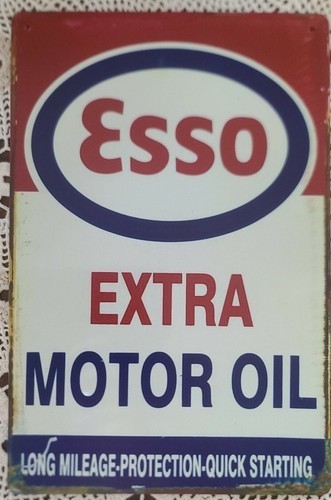 Esso
EXTRA
MOTOR OIL
LONG MILEAGE-PROTECTION-QUICK STARTING